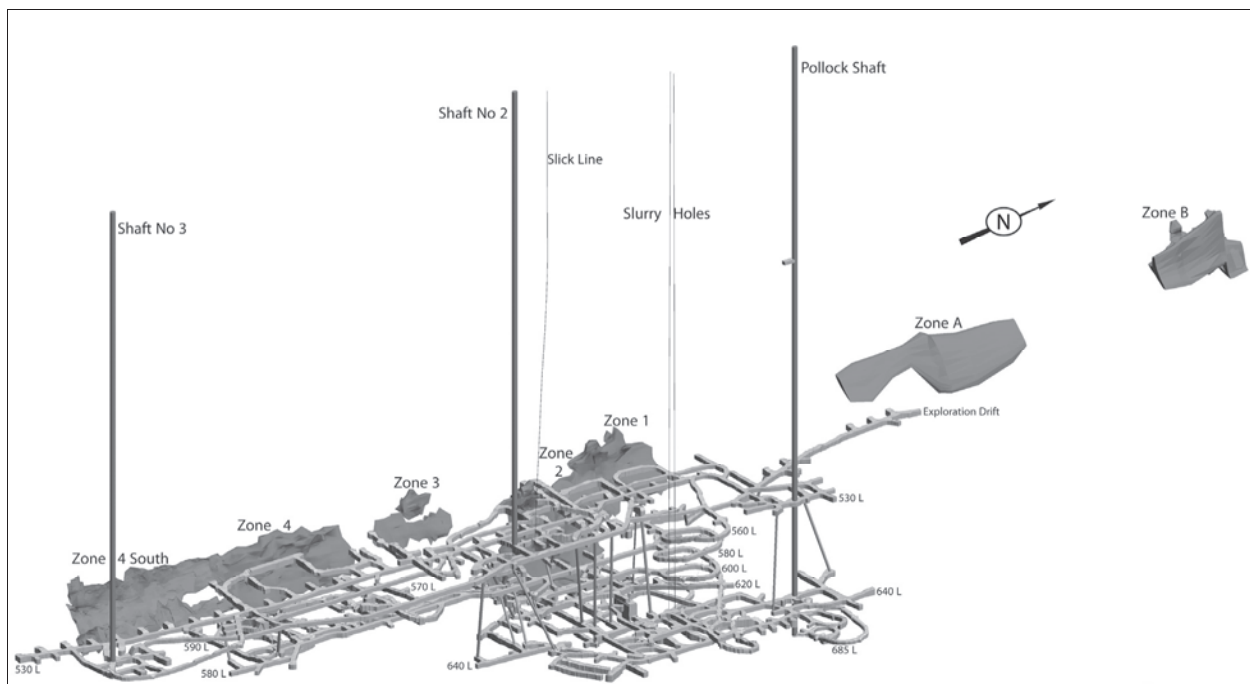 Pollock Shaft
Shaft No 2
Slick Line
Slurry Holes
Shaft No 3
N
Zone B
Zone A
Exploration Drift
Zone 1
Zone
2
Zone 3
530 L
Zone 4
560 L
580 L
Zone 4 South
600 L
570 L
620 L
640 L
590 L
685 L
530 L
580 L
640 L